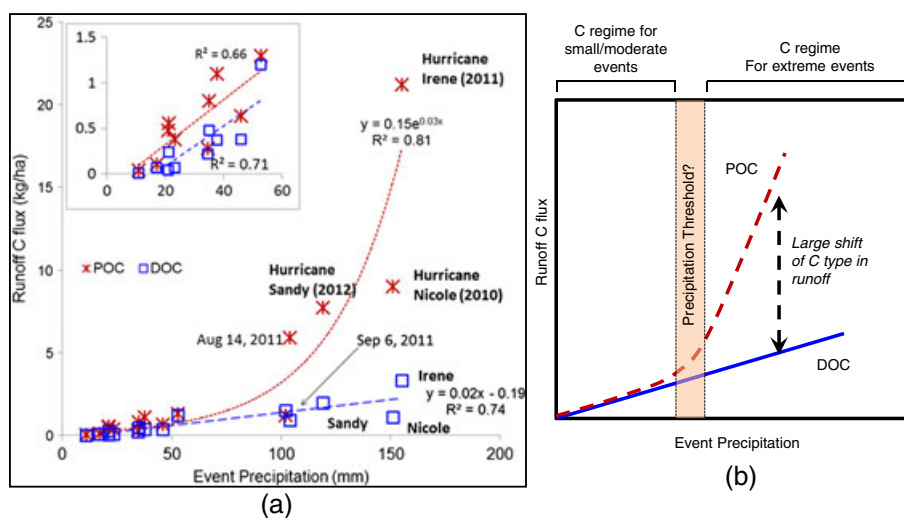 25
20
15
10
5
0
Runoff C flux (kg/ha)
1.5
1
0.5
0
0
20
40
60
R² = 0.66
R² = 0.71
POC
DOC
Hurricane
Irene (2011)
y = 0.15e^0.03x
R² = 0.81
Hurricane
Sandy (2012)
Hurricane
Nicole (2010)
Aug 14, 2011
Sep 6, 2011
Irene
y = 0.02x - 0.19
R² = 0.74
Sandy
Nicole
0
50
100
150
200
Event Precipitation (mm)
(a)
C regime for
small/moderate
events
C regime
For extreme events
Runoff C flux
Precipitation Threshold?
POC
Large shift
of C type in
runoff
DOC
Event Precipitation
(b)